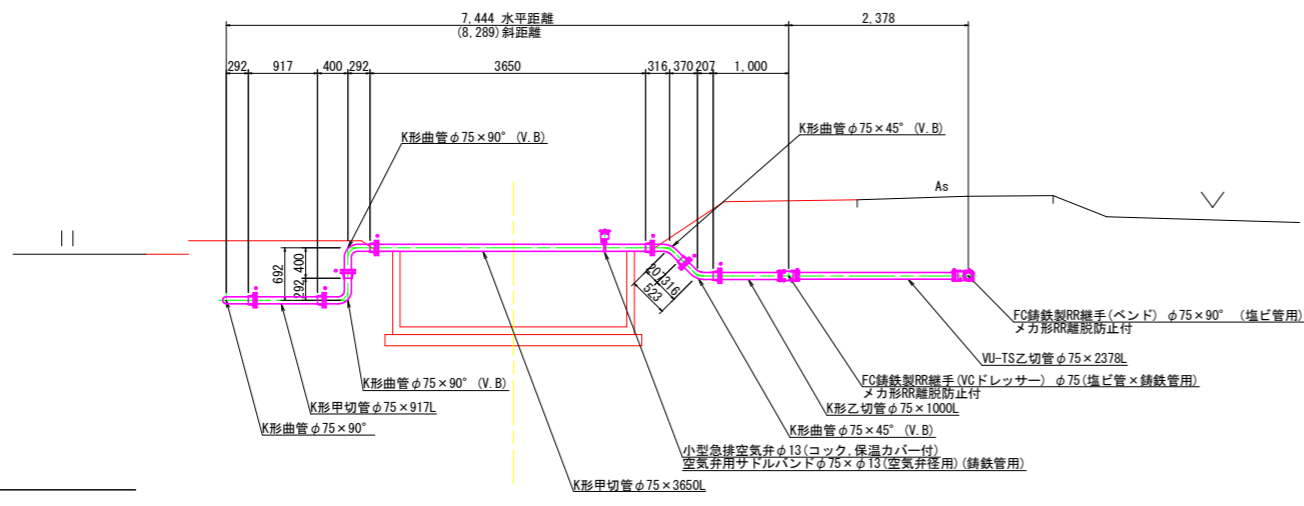 7,444 水平距離
(8,289)斜距離
2,378
292
917
400
292
3650
316
370
207
1,000
K形曲管φ75×90° (V.B)
K形曲管φ75×45° (V.B)
As
692
400
292
207
316
523
FC鋳鉄製RR継手(ベンド) φ75×90° (塩ビ管用)
メカ形RR離脱防止付
VU-TS乙切管φ75×2378L
FC鋳鉄製RR継手(VCドレッサー) φ75(塩ビ管×鋳鉄管用)
メカ形RR離脱防止付
K形曲管φ75×90° (V.B)
K形甲切管φ75×917L
K形乙切管φ75×1000L
K形曲管φ75×90°
K形曲管φ75×45° (V.B)
小型急排空気弁φ13(コック,保温カバー付)
空気弁用サドルバンドφ75×φ13(空気弁径用)(鋳鉄管用)
K形甲切管φ75×3650L